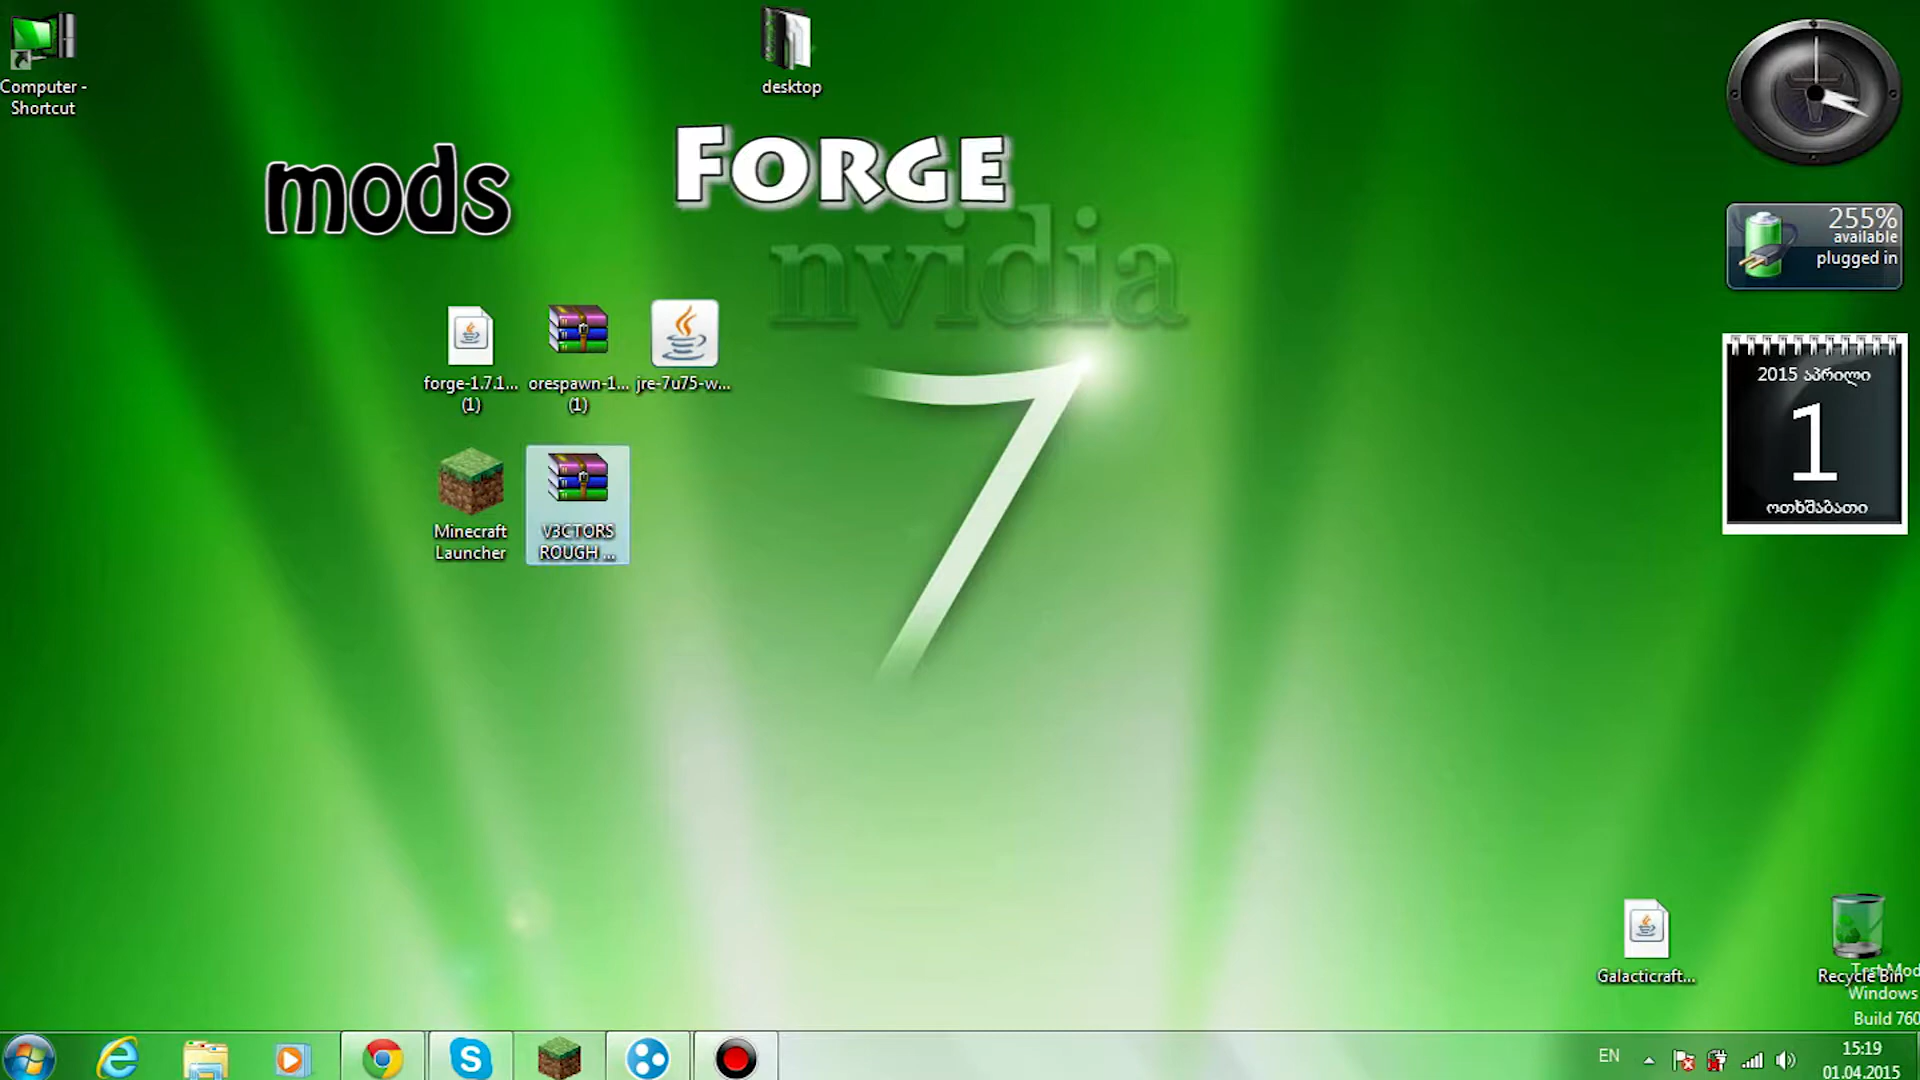 Computer -
Shortcut
desktop
mods
FORGE
nvidia
7
255%
available
plugged in
2015 აპრილი
1
ოთხშაბათი
forge-1.7.1...
(1)
orespawn-1...
(1)
jre-7u75-w...
Minecraft
Launcher
V3CTORS
ROUGH ...
Galacticraft...
Recycle Bin
Test Mod
Windows
Build 760
EN
15:19
01.04.2015